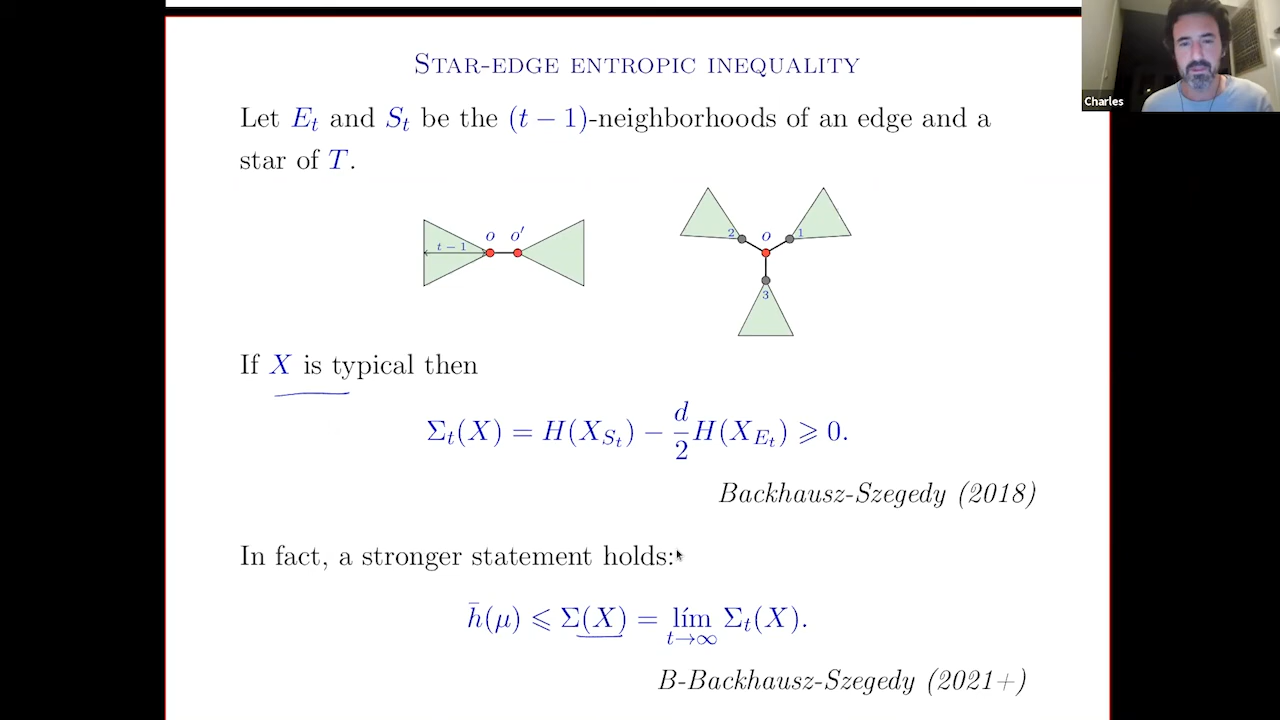 STAR-EDGE ENTROPIC INEQUALITY
Charles
Let E_t and S_t be the (t − 1)-neighborhoods of an edge and a
star of T.
t − 1 o o′
2 o 1
3
If X is typical then
Σ_t(X) = H(X_{S_t}) − d/2 H(X_{E_t}) ⩾ 0.
Backhausz-Szegedy (2018)
In fact, a stronger statement holds:
h̄(μ) ⩽ Σ(X) = lím_{t→∞} Σ_t(X).
B-Backhausz-Szegedy (2021+)